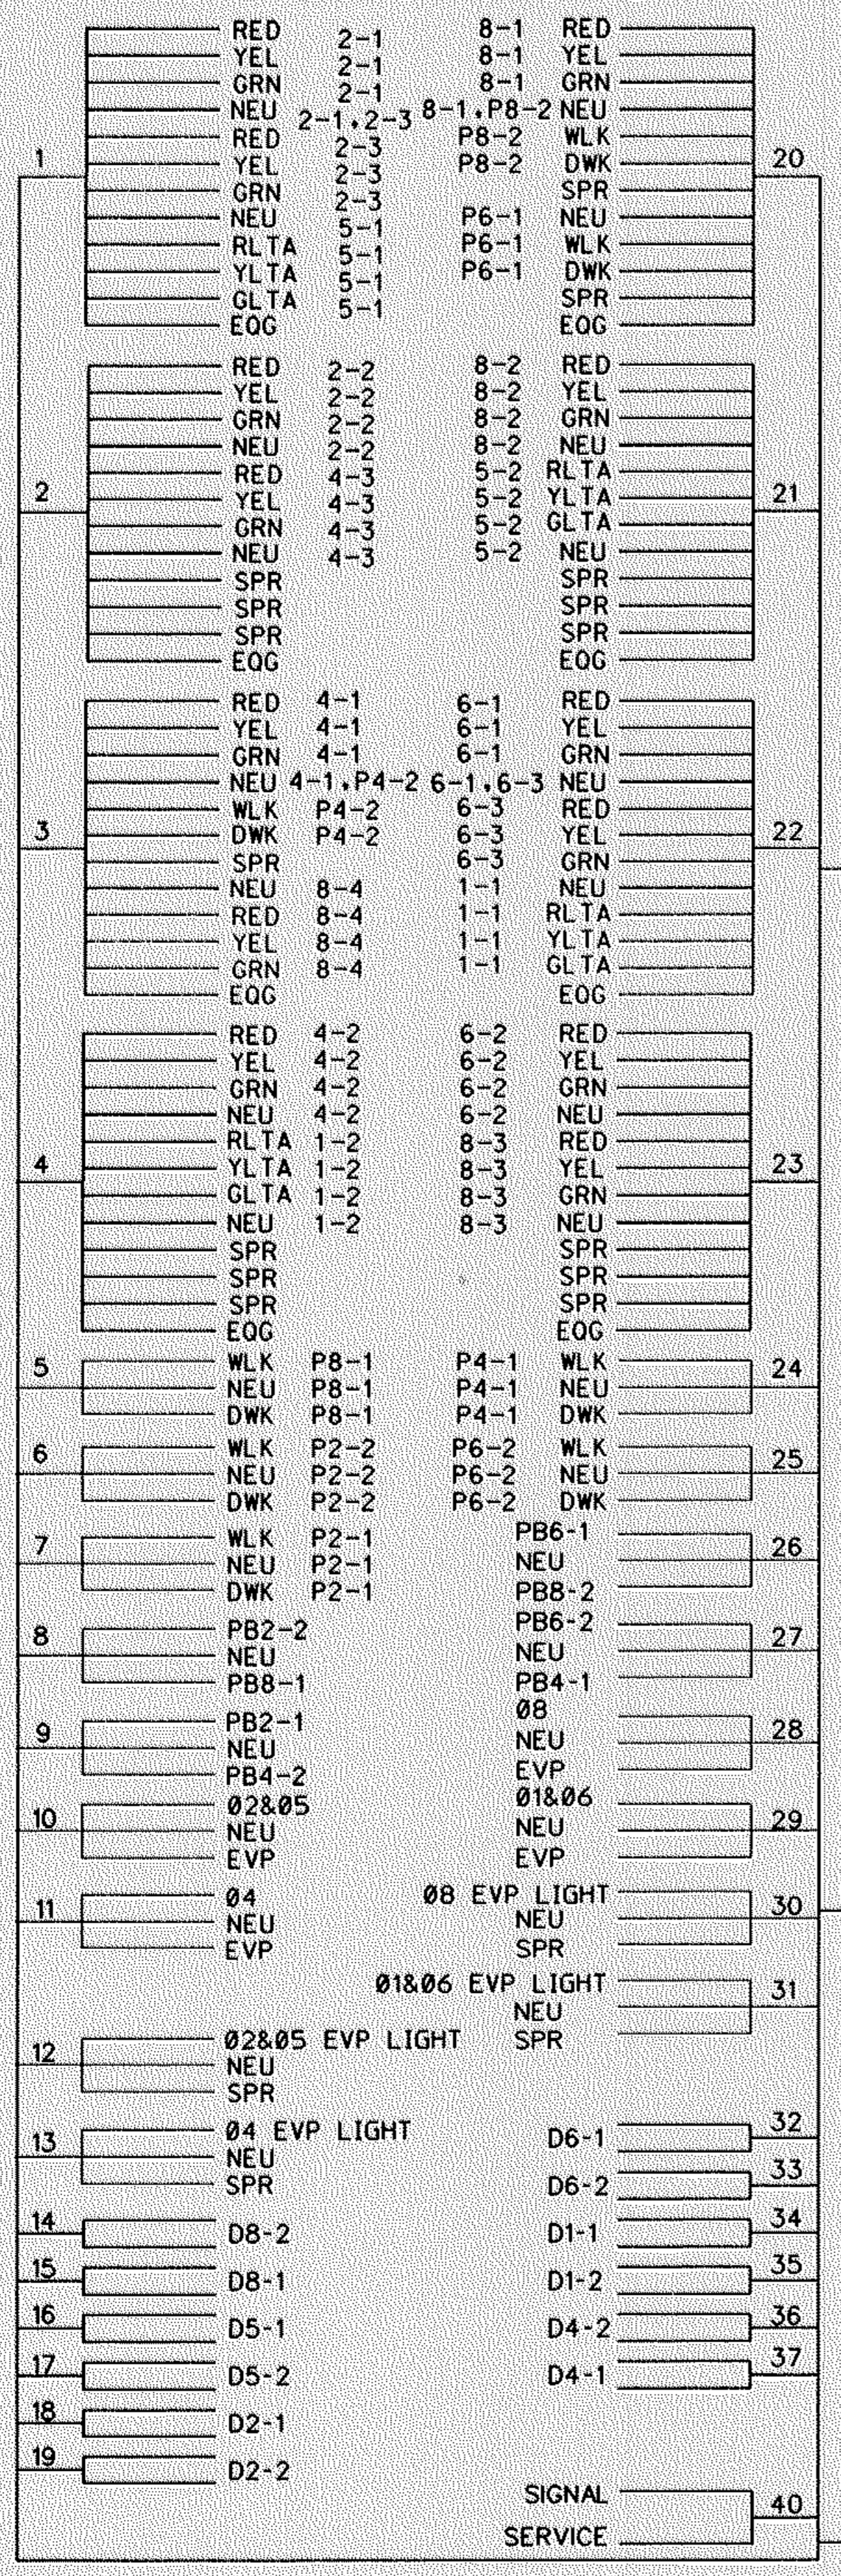 1
RED 2-1
YEL 2-1
GRN 2-1
NEU 2-1,2-3
RED 2-3
YEL 2-3
GRN 2-3
NEU 5-1
RLTA 5-1
YLTA 5-1
GLTA 5-1
EQG
2
RED 2-2
YEL 2-2
GRN 2-2
NEU 2-2
RED 4-3
YEL 4-3
GRN 4-3
NEU 4-3
SPR
SPR
SPR
EQG
3
RED 4-1
YEL 4-1
GRN 4-1
NEU 4-1,P4-2
WLK P4-2
DWK P4-2
SPR
NEU 8-4
RED 8-4
YEL 8-4
GRN 8-4
EQG
4
RED 4-2
YEL 4-2
GRN 4-2
NEU 4-2
RLTA 1-2
YLTA 1-2
GLTA 1-2
NEU 1-2
SPR
SPR
SPR
EQG
5
WLK P8-1
NEU P8-1
DWK P8-1
6
WLK P2-2
NEU P2-2
DWK P2-2
7
WLK P2-1
NEU P2-1
DWK P2-1
8
PB2-2
NEU
PB8-1
9
PB2-1
NEU
PB4-2
10
Ø2&Ø5
NEU
EVP
11
Ø4
NEU
EVP
12
Ø2&Ø5 EVP LIGHT
NEU
SPR
13
Ø4 EVP LIGHT
NEU
SPR
14 D8-2
15 D8-1
16 D5-1
17 D5-2
18 D2-1
19 D2-2
8-1 RED
8-1 YEL
8-1 GRN
8-1,P8-2 NEU
P8-2 WLK
P8-2 DWK
SPR
P6-1 NEU
P6-1 WLK
P6-1 DWK
SPR
EQG
20
8-2 RED
8-2 YEL
8-2 GRN
8-2 NEU
5-2 RLTA
5-2 YLTA
5-2 GLTA
5-2 NEU
SPR
SPR
SPR
EQG
21
6-1 RED
6-1 YEL
6-1 GRN
6-1,6-3 NEU
6-3 RED
6-3 YEL
6-3 GRN
1-1 NEU
1-1 RLTA
1-1 YLTA
1-1 GLTA
EQG
22
6-2 RED
6-2 YEL
6-2 GRN
6-2 NEU
8-3 RED
8-3 YEL
8-3 GRN
8-3 NEU
SPR
SPR
SPR
EQG
23
P4-1 WLK
P4-1 NEU
P4-1 DWK
24
P6-2 WLK
P6-2 NEU
P6-2 DWK
25
PB6-1
NEU
PB8-2
26
PB6-2
NEU
PB4-1
27
Ø8
NEU
EVP
28
Ø1&Ø6
NEU
EVP
29
Ø8 EVP LIGHT
NEU
SPR
30
Ø1&Ø6 EVP LIGHT
NEU
SPR
31
D6-1 32
D6-2 33
D1-1 34
D1-2 35
D4-2 36
D4-1 37
SIGNAL
SERVICE
40